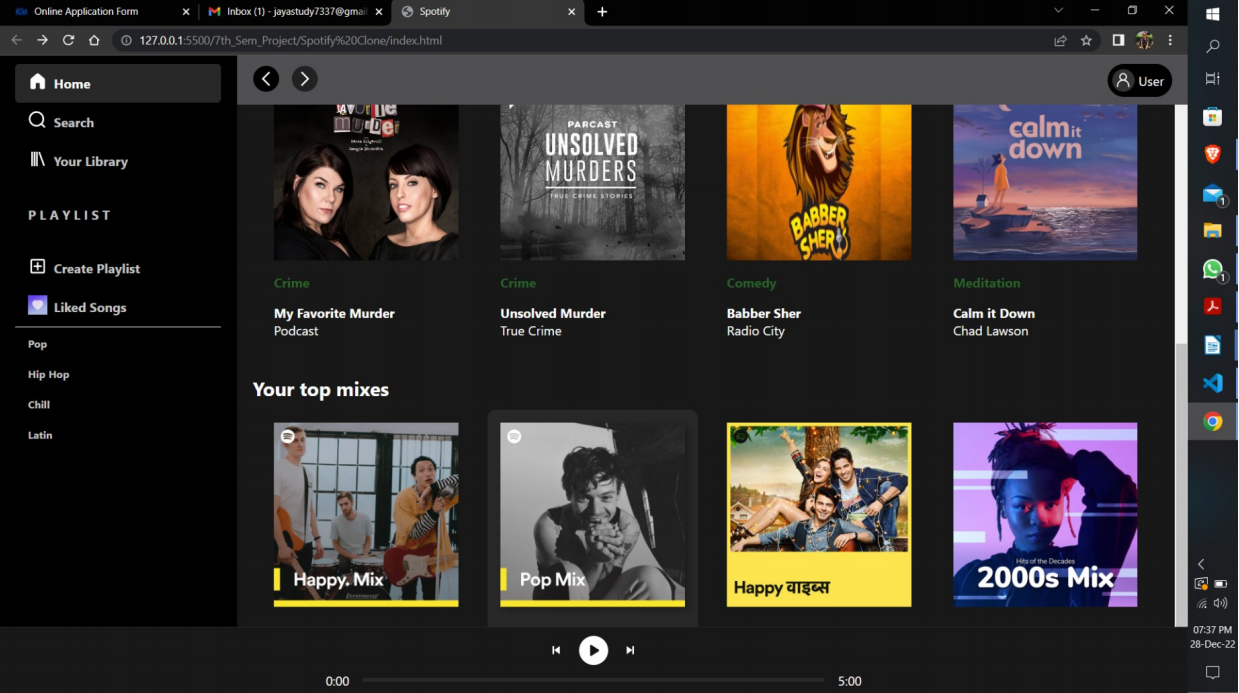 Online Application Form
Inbox (1) - jayastudy7337@gmai
Spotify
127.0.0.1:5500/7th_Sem_Project/Spotify%20Clone/index.html
Home
Search
Your Library
PLAYLIST
Create Playlist
Liked Songs
Pop
Hip Hop
Chill
Latin
User
FAVORITE
MURDER
PARCAST
UNSOLVED
MURDERS
TRUE CRIME STORIES
BABBER
SHER
calm it
down
Crime
Crime
Comedy
Meditation
My Favorite Murder
Unsolved Murder
Babber Sher
Calm it Down
Podcast
True Crime
Radio City
Chad Lawson
Your top mixes
Happy Mix
Pop Mix
Happy वाइब्स
Hits of the Decades
2000s Mix
0:00
5:00
1
1
07:37 PM
28-Dec-22